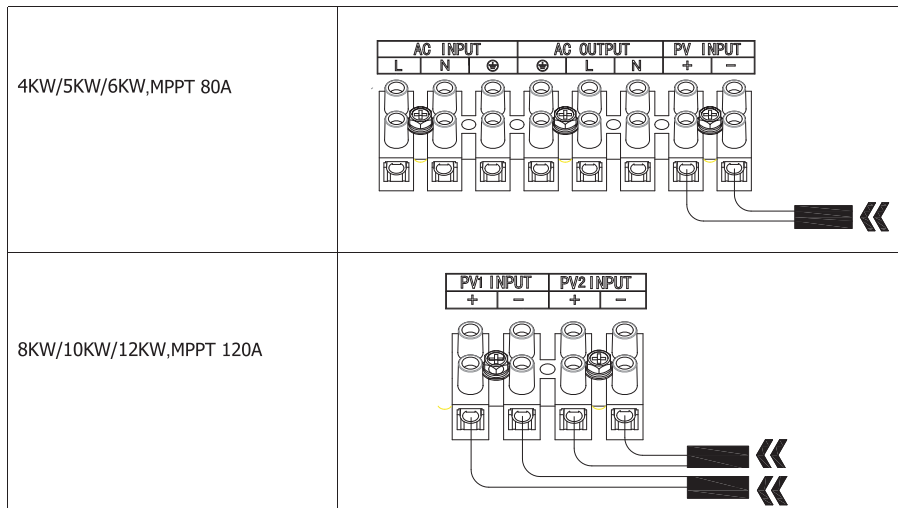 4KW/5KW/6KW,MPPT 80A
AC INPUT AC OUTPUT PV INPUT
L N ⏚ ⏚ L N + −
8KW/10KW/12KW,MPPT 120A
PV1 INPUT PV2 INPUT
+ − + −